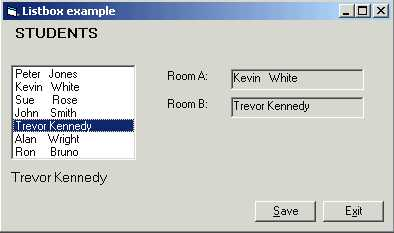 Listbox example
STUDENTS
Peter Jones
Kevin White
Sue Rose
John Smith
Trevor Kennedy
Alan Wright
Ron Bruno
Room A: Kevin White
Room B: Trevor Kennedy
Trevor Kennedy
Save Exit